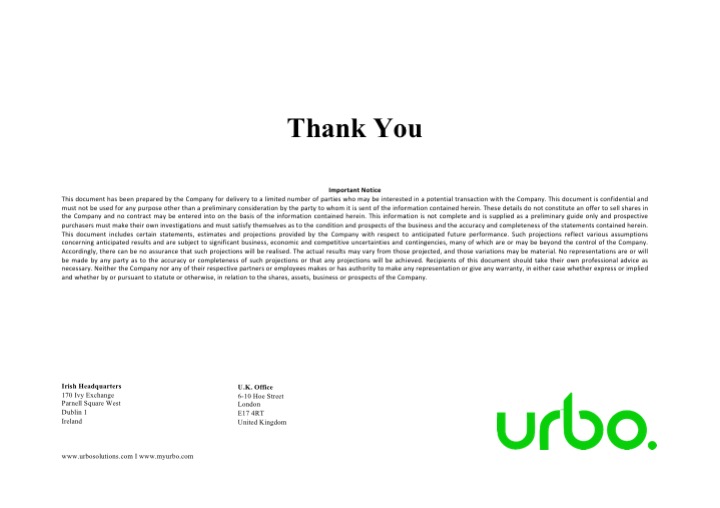 Thank You
Important Notice
This document has been prepared by the Company for delivery to a limited number of parties who may be interested in a potential transaction with the Company. This document is confidential and
must not be used for any purpose other than a preliminary consideration by the party to whom it is sent of the information contained herein. These details do not constitute an offer to sell shares in
the Company and no contract may be entered into on the basis of the information contained herein. This information is not complete and is supplied as a preliminary guide only and prospective
purchasers must make their own investigations and must satisfy themselves as to the condition and prospects of the business and the accuracy and completeness of the statements contained herein.
This document includes certain statements, estimates and projections provided by the Company with respect to anticipated future performance. Such projections reflect various assumptions
concerning anticipated results and are subject to significant business, economic and competitive uncertainties and contingencies, many of which are or may be beyond the control of the Company.
Accordingly, there can be no assurance that such projections will be realised. The actual results may vary from those projected, and those variations may be material. No representations are or will
be made by any party as to the accuracy or completeness of such projections or that any projections will be achieved. Recipients of this document should take their own professional advice as
necessary. Neither the Company nor any of their respective partners or employees makes or has authority to make any representation or give any warranty, in either case whether express or implied
and whether by or pursuant to statute or otherwise, in relation to the shares, assets, business or prospects of the Company.
Irish Headquarters
170 Ivy Exchange
Parnell Square West
Dublin 1
Ireland
U.K. Office
6-10 Hoe Street
London
E17 4RT
United Kingdom
urbo.
www.urbosolutions.com I www.myurbo.com